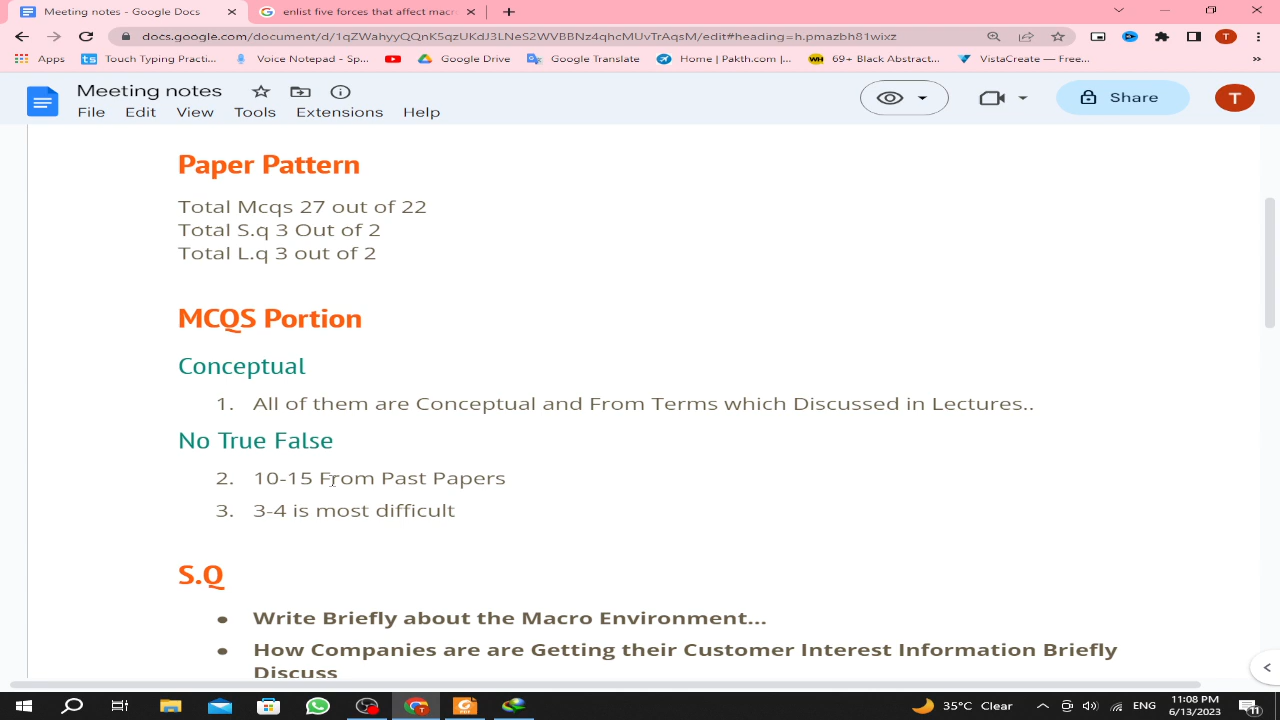 Meeting notes - Google Docs
enlist five forces that affect macr
docs.google.com/document/d/1qZWahyyQQnK5qzUKdJ3LNeS2WVBBNz4qhcMUvTrAqsM/edit#heading=h.pmazbh81wixz
T
Apps
ts
Touch Typing Practi...
Voice Notepad - Sp...
Google Drive
Google Translate
Home | Pakth.com |...
WH
69+ Black Abstract...
VistaCreate — Free...
»
Meeting notes
File Edit View Tools Extensions Help
Share
T
Paper Pattern
Total Mcqs 27 out of 22
Total S.q 3 Out of 2
Total L.q 3 out of 2
MCQS Portion
Conceptual
1. All of them are Conceptual and From Terms which Discussed in Lectures..
No True False
2. 10-15 From Past Papers
3. 3-4 is most difficult
S.Q
● Write Briefly about the Macro Environment...
● How Companies are are Getting their Customer Interest Information Briefly
Discuss
35°C Clear
ENG
11:08 PM
6/13/2023
11